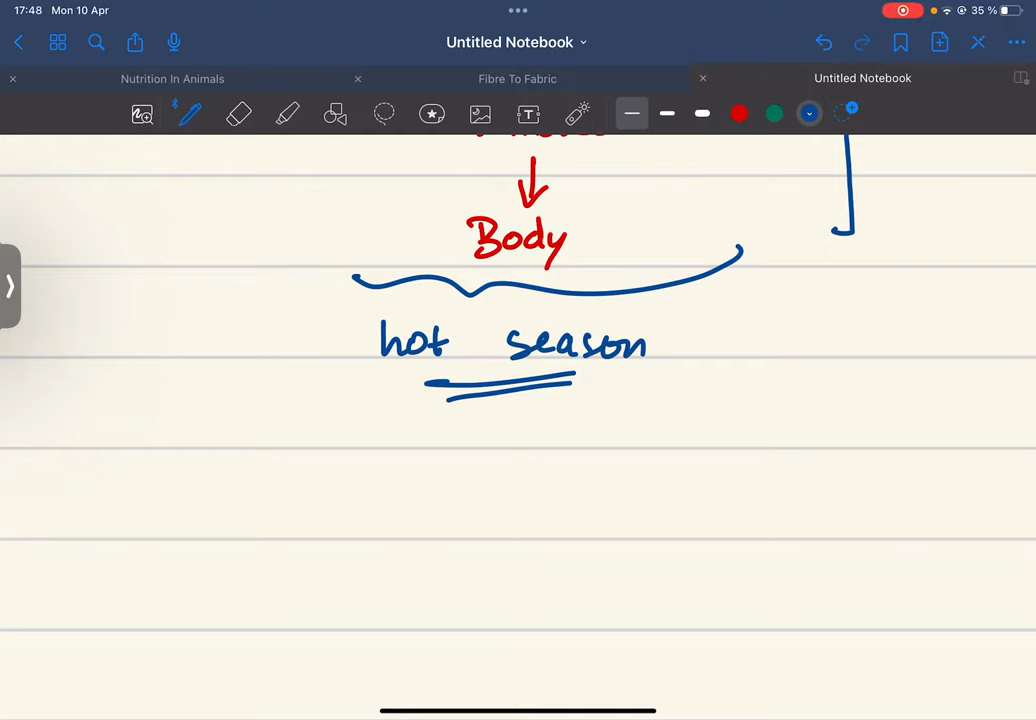 17:48 Mon 10 Apr 35 %
Untitled Notebook
Nutrition In Animals Fibre To Fabric Untitled Notebook
T
Body
hot season